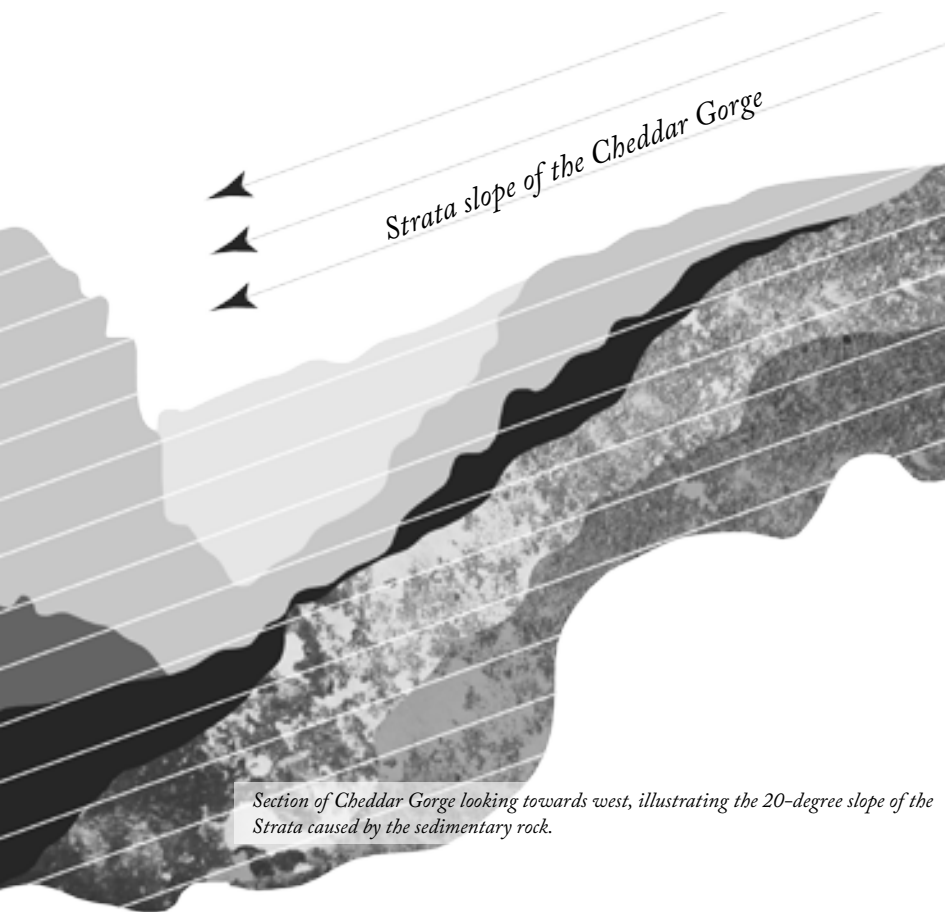 Strata slope of the Cheddar Gorge
Section of Cheddar Gorge looking towards west, illustrating the 20-degree slope of the
Strata caused by the sedimentary rock.